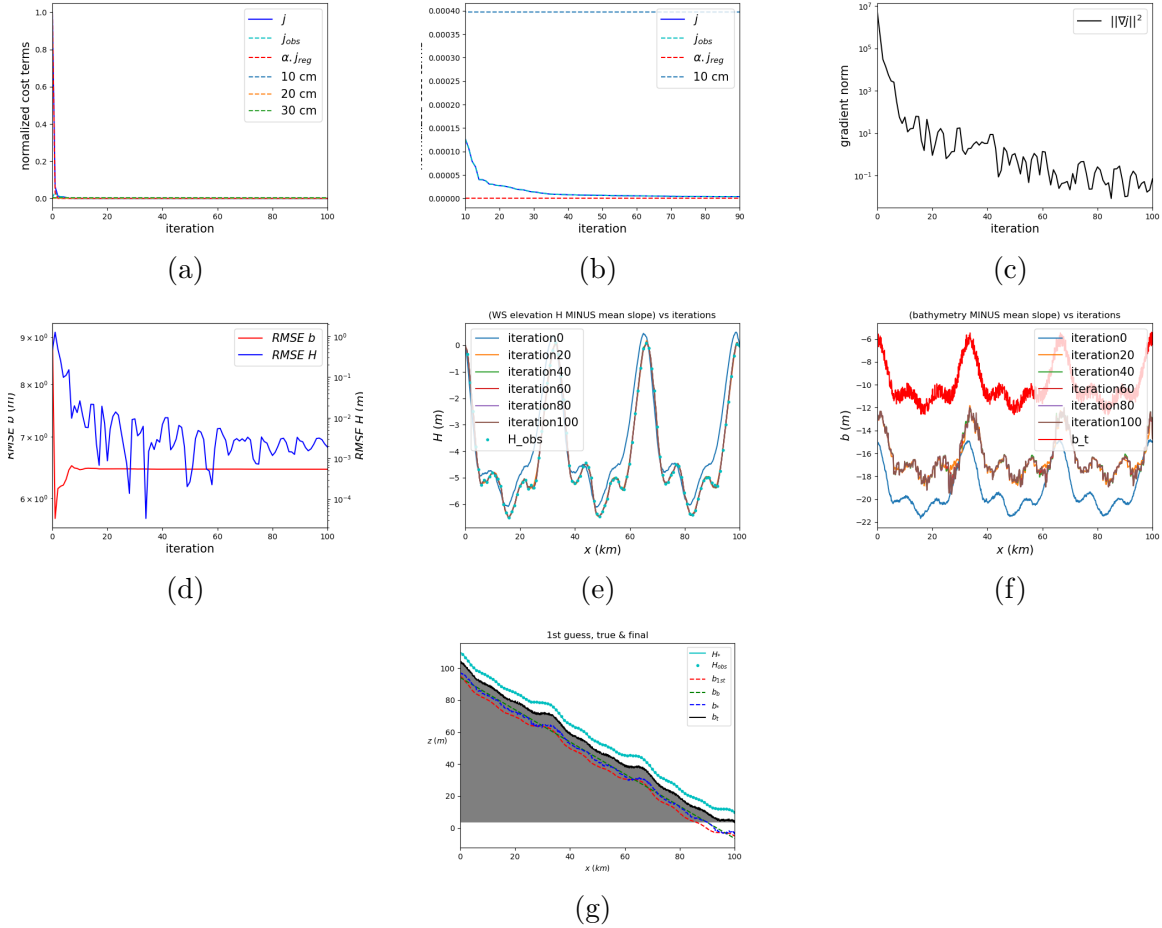 normalized cost terms
1.0
0.8
0.6
0.4
0.2
0.0
j
j_obs
α.j_reg
10 cm
20 cm
30 cm
0 20 40 60 80 100
iteration
(a)
0.00040
0.00035
0.00030
0.00025
0.00020
0.00015
0.00010
0.00005
0.00000
j
j_obs
α.j_reg
10 cm
10 20 30 40 50 60 70 80 90
iteration
(b)
gradient norm
10^7
10^5
10^3
10^1
10^-1
||∇j||^2
0 20 40 60 80 100
iteration
(c)
RMSE b (m)
9 × 10^0
8 × 10^0
7 × 10^0
6 × 10^0
RMSE b
RMSE H
10^0
10^-1
10^-2
10^-3
10^-4
RMSE H (m)
0 20 40 60 80 100
iteration
(d)
(WS elevation H MINUS mean slope) vs iterations
H (m)
0
−1
−2
−3
−4
−5
−6
iteration0
iteration20
iteration40
iteration60
iteration80
iteration100
H_obs
0 20 40 60 80 100
x (km)
(e)
(bathymetry MINUS mean slope) vs iterations
b (m)
−6
−8
−10
−12
−14
−16
−18
−20
−22
iteration0
iteration20
iteration40
iteration60
iteration80
iteration100
b_t
0 20 40 60 80 100
x (km)
(f)
1st guess, true & final
z (m)
100
80
60
40
20
0
H_*
H_obs
b_1st
b_b
b_*
b_t
0 20 40 60 80 100
x (km)
(g)